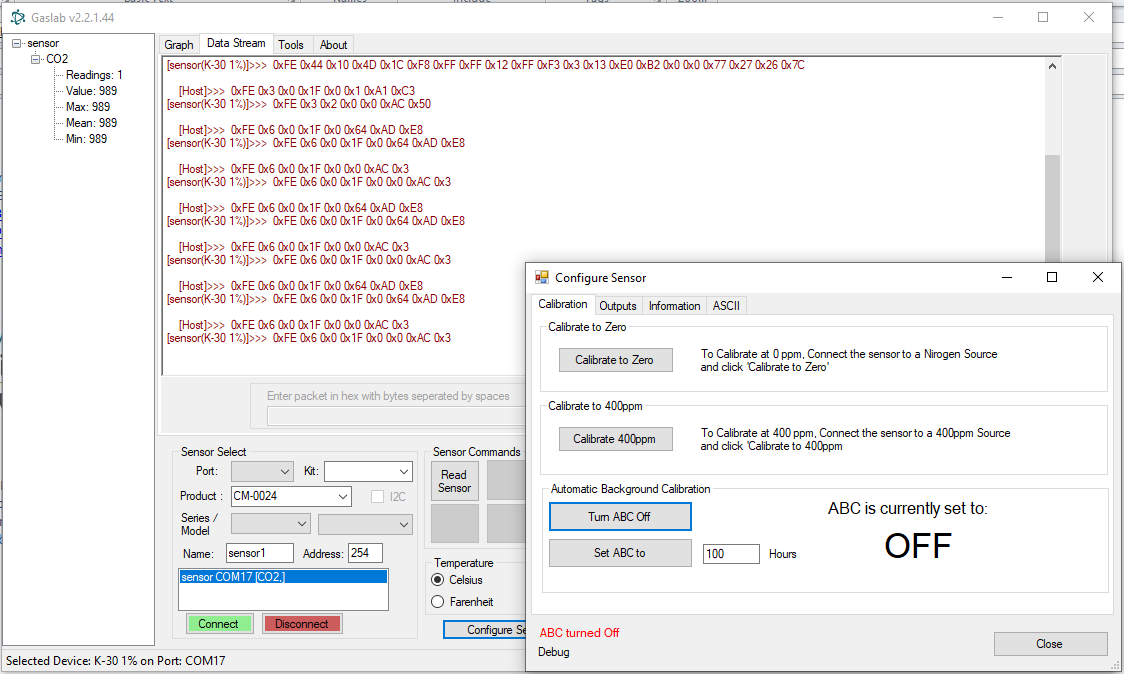 Gaslab v2.2.1.44
sensor
CO2
Readings: 1
Value: 989
Max: 989
Mean: 989
Min: 989
Graph
Data Stream
Tools
About
[sensor(K-30 1%)]>>> 0xFE 0x44 0x10 0x4D 0x1C 0xF8 0xFF 0xFF 0x12 0xFF 0xF3 0x3 0x13 0xE0 0xB2 0x0 0x0 0x77 0x27 0x26 0x7C
[Host]>>> 0xFE 0x3 0x0 0x1F 0x0 0x1 0xA1 0xC3
[sensor(K-30 1%)]>>> 0xFE 0x3 0x2 0x0 0x0 0xAC 0x50
[Host]>>> 0xFE 0x6 0x0 0x1F 0x0 0x64 0xAD 0xE8
[sensor(K-30 1%)]>>> 0xFE 0x6 0x0 0x1F 0x0 0x64 0xAD 0xE8
[Host]>>> 0xFE 0x6 0x0 0x1F 0x0 0x0 0xAC 0x3
[sensor(K-30 1%)]>>> 0xFE 0x6 0x0 0x1F 0x0 0x0 0xAC 0x3
[Host]>>> 0xFE 0x6 0x0 0x1F 0x0 0x64 0xAD 0xE8
[sensor(K-30 1%)]>>> 0xFE 0x6 0x0 0x1F 0x0 0x64 0xAD 0xE8
[Host]>>> 0xFE 0x6 0x0 0x1F 0x0 0x0 0xAC 0x3
[sensor(K-30 1%)]>>> 0xFE 0x6 0x0 0x1F 0x0 0x0 0xAC 0x3
[Host]>>> 0xFE 0x6 0x0 0x1F 0x0 0x64 0xAD 0xE8
[sensor(K-30 1%)]>>> 0xFE 0x6 0x0 0x1F 0x0 0x64 0xAD 0xE8
[Host]>>> 0xFE 0x6 0x0 0x1F 0x0 0x0 0xAC 0x3
[sensor(K-30 1%)]>>> 0xFE 0x6 0x0 0x1F 0x0 0x0 0xAC 0x3
Enter packet in hex with bytes seperated by spaces
Sensor Select
Port:
Kit:
Product :
CM-0024
I2C
Series /
Model
Name:
sensor1
Address:
254
sensor COM17 [CO2,]
Connect
Disconnect
Sensor Commands
Read
Sensor
Temperature
Celsius
Farenheit
Configure Se
Selected Device: K-30 1% on Port: COM17
Configure Sensor
Calibration
Outputs
Information
ASCII
Calibrate to Zero
Calibrate to Zero
To Calibrate at 0 ppm, Connect the sensor to a Nirogen Source
and click 'Calibrate to Zero'
Calibrate to 400ppm
Calibrate 400ppm
To Calibrate at 400 ppm, Connect the sensor to a 400ppm Source
and click 'Calibrate to 400ppm
Automatic Background Calibration
Turn ABC Off
Set ABC to
100
Hours
ABC is currently set to:
OFF
ABC turned Off
Debug
Close